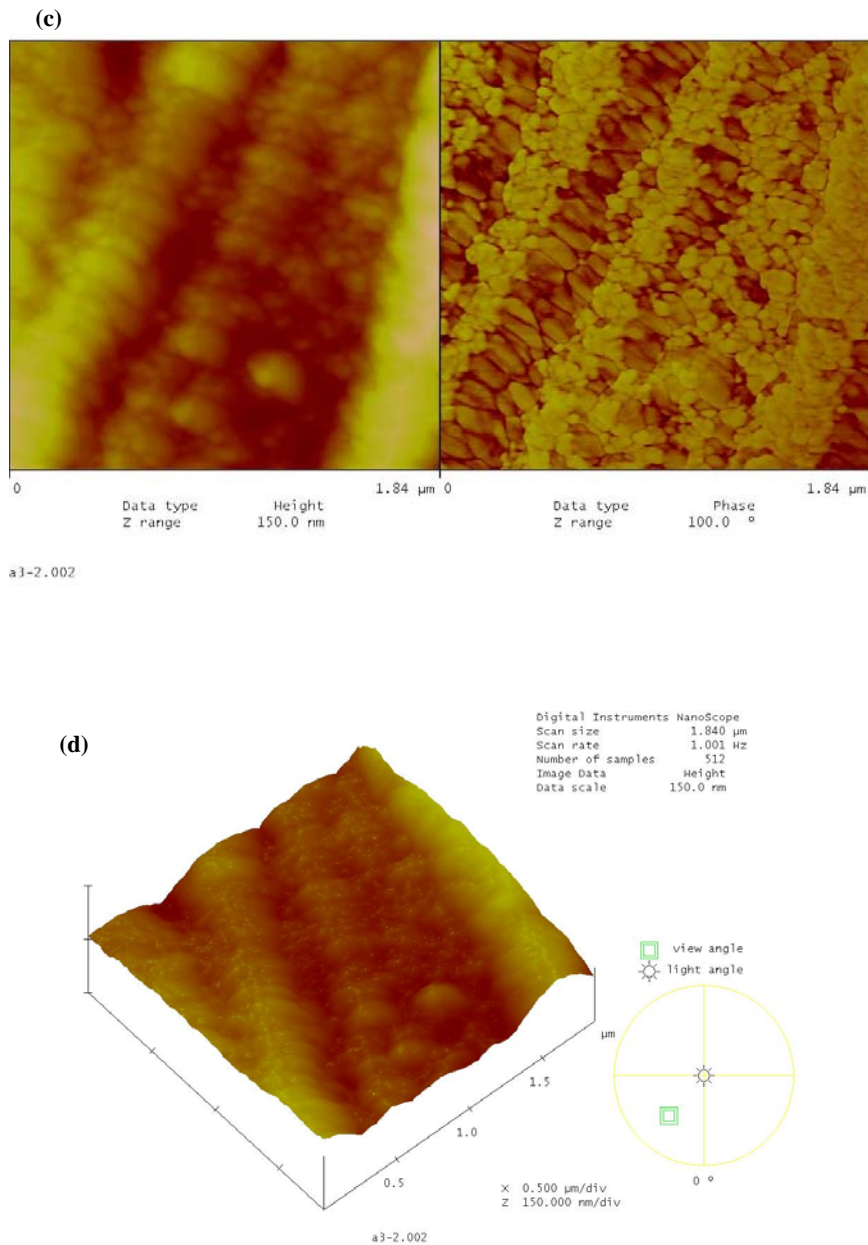 (c)
0 1.84 µm 0 1.84 µm
Data type Height Data type Phase
Z range 150.0 nm Z range 100.0 º
a3-2.002
Digital Instruments NanoScope
Scan size 1.840 µm
Scan rate 1.001 Hz
Number of samples 512
Image Data Height
Data scale 150.0 nm
(d)
view angle
light angle
µm
1.5
1.0
0.5
X 0.500 µm/div
Z 150.000 nm/div
0 º
a3-2.002